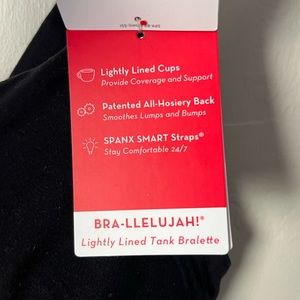 Lightly Lined Cups
Provide Coverage and Support
Patented All-Hosiery Back
Smoothes Lumps and Bumps
SPANX SMART Straps®
Stay Comfortable 24/7
BRA-LLELUJAH!®
Lightly Lined Tank Bralette